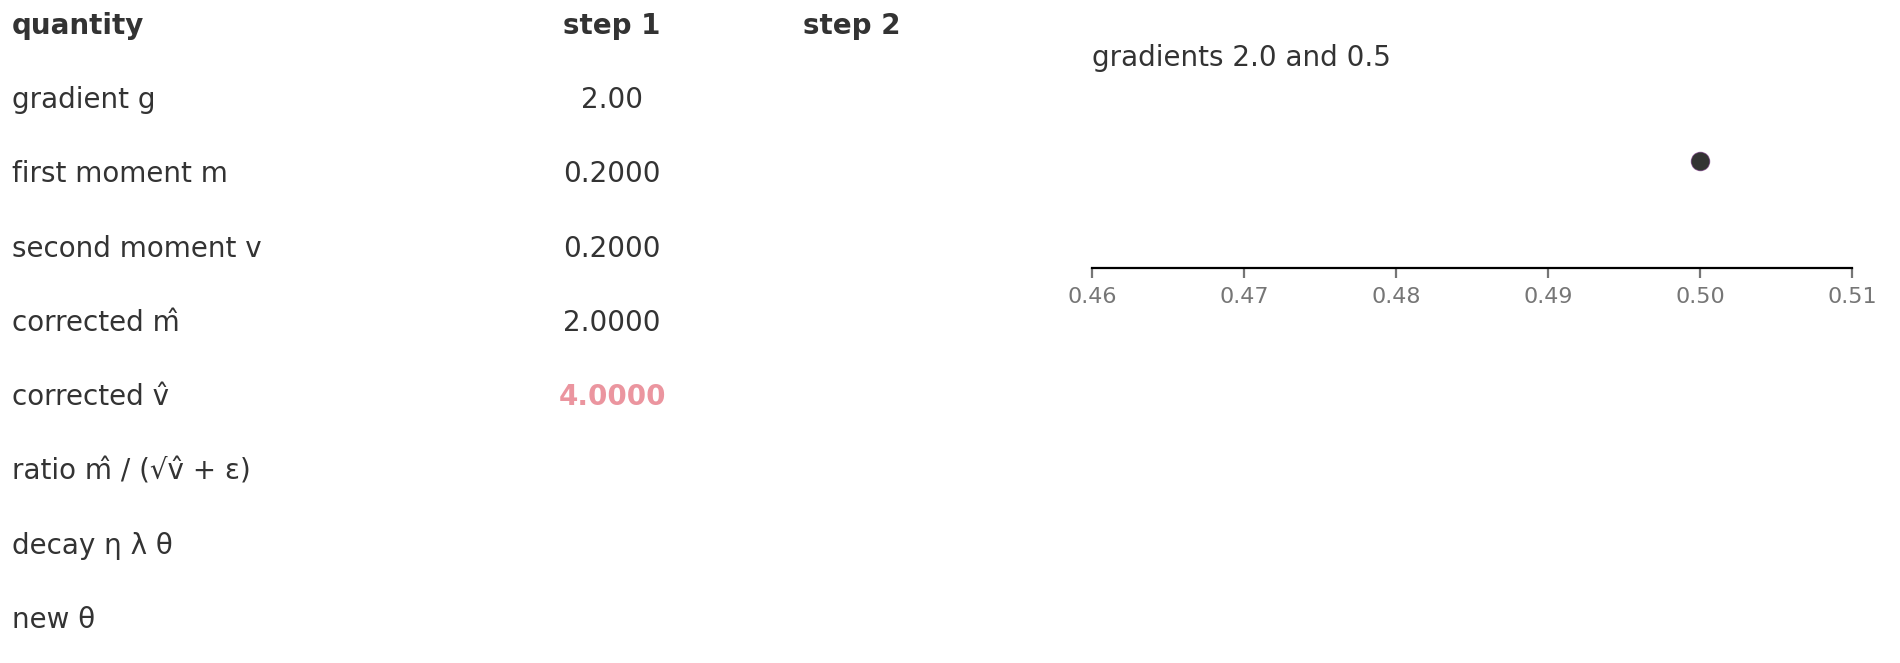 quantity step 1 step 2
gradients 2.0 and 0.5
gradient g 2.00
first moment m 0.2000
second moment v 0.2000
0.46 0.47 0.48 0.49 0.50 0.51
corrected m̂ 2.0000
corrected v̂ 4.0000
ratio m̂ / (√v̂ + ε)
decay η λ θ
new θ